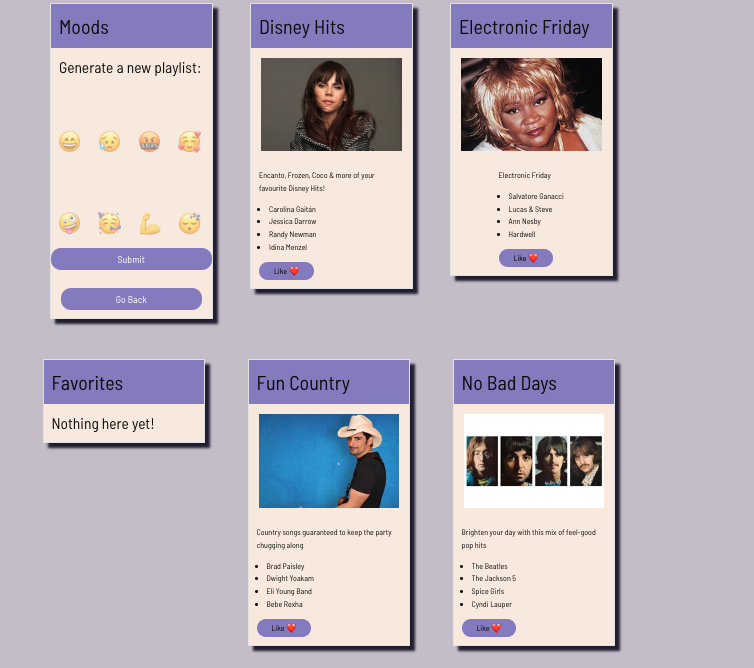 Moods
Generate a new playlist:
Submit
Go Back
Disney Hits
Encanto, Frozen, Coco & more of your
favourite Disney Hits!
Carolina Gaitán
Jessica Darrow
Randy Newman
Idina Menzel
Like ❤️
Electronic Friday
Electronic Friday
Salvatore Ganacci
Lucas & Steve
Ann Nesby
Hardwell
Like ❤️
Favorites
Nothing here yet!
Fun Country
Country songs guaranteed to keep the party
chugging along
Brad Paisley
Dwight Yoakam
Eli Young Band
Bebe Rexha
Like ❤️
No Bad Days
Brighten your day with this mix of feel-good
pop hits
The Beatles
The Jackson 5
Spice Girls
Cyndi Lauper
Like ❤️